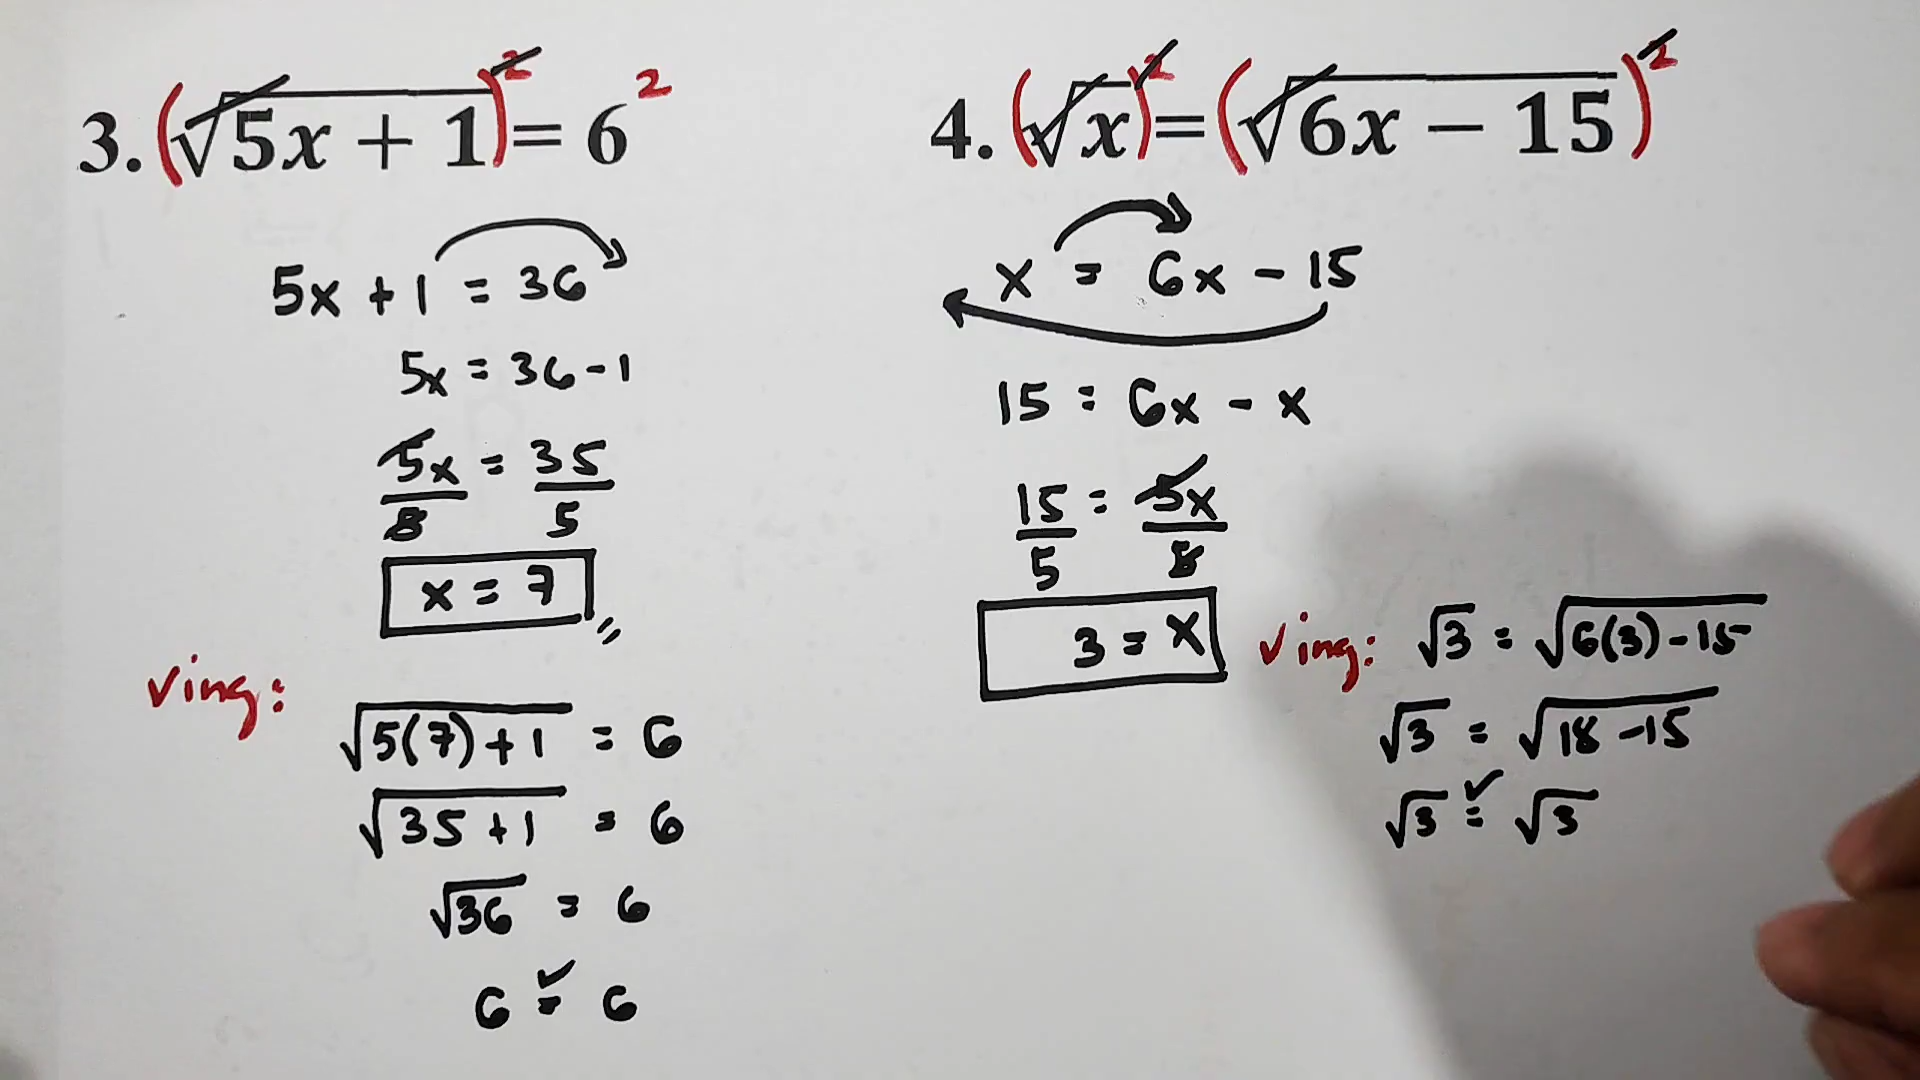 3. (√(5x + 1))² = 6²
5x + 1 = 36
5x = 36 - 1
5x/5 = 35/5
x = 7
√ing:
√(5(7) + 1) = 6
√(35 + 1) = 6
√36 = 6
6 = 6 ✓
4. (√x)² = (√(6x − 15))²
x = 6x - 15
15 = 6x - x
15/5 = 5x/5
3 = x
√ing: √3 = √(6(3) - 15)
√3 = √(18 - 15)
√3 = √3 ✓